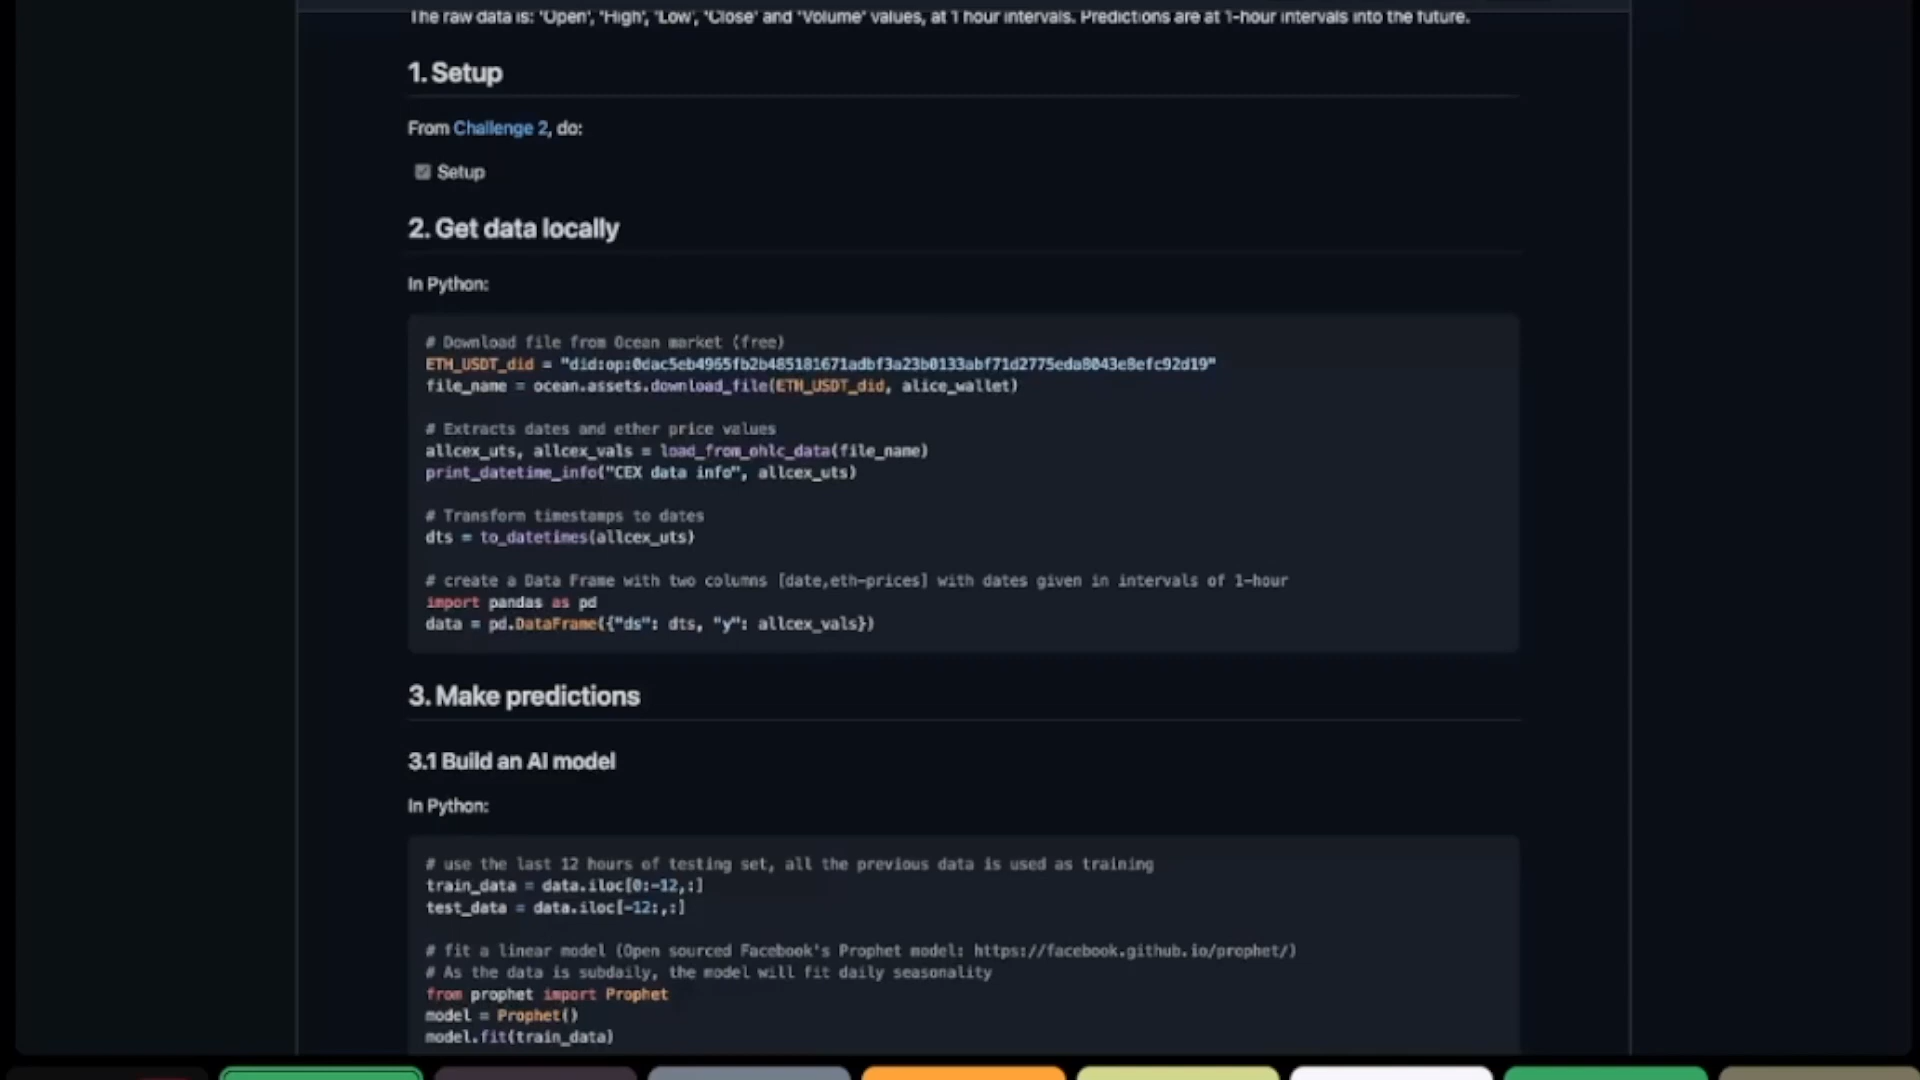 The raw data is: 'Open', 'High', 'Low', 'Close' and 'Volume' values, at 1 hour intervals. Predictions are at 1-hour intervals into the future.
1. Setup
From Challenge 2, do:
Setup
2. Get data locally
In Python:
# Download file from Ocean market (free)
ETH_USDT_did = "did:op:0dac5eb4965fb2b485181671adbf3a23b0133abf71d2775eda8043e8efc92d19"
file_name = ocean.assets.download_file(ETH_USDT_did, alice_wallet)
# Extracts dates and ether price values
allcex_uts, allcex_vals = load_from_ohlc_data(file_name)
print_datetime_info("CEX data info", allcex_uts)
# Transform timestamps to dates
dts = to_datetimes(allcex_uts)
# create a Data Frame with two columns [date,eth-prices] with dates given in intervals of 1-hour
import pandas as pd
data = pd.DataFrame({"ds": dts, "y": allcex_vals})
3. Make predictions
3.1 Build an AI model
In Python:
# use the last 12 hours of testing set, all the previous data is used as training
train_data = data.iloc[0:-12,:]
test_data = data.iloc[-12:,:]
# fit a linear model (Open sourced Facebook's Prophet model: https://facebook.github.io/prophet/)
# As the data is subdaily, the model will fit daily seasonality
from prophet import Prophet
model = Prophet()
model.fit(train_data)